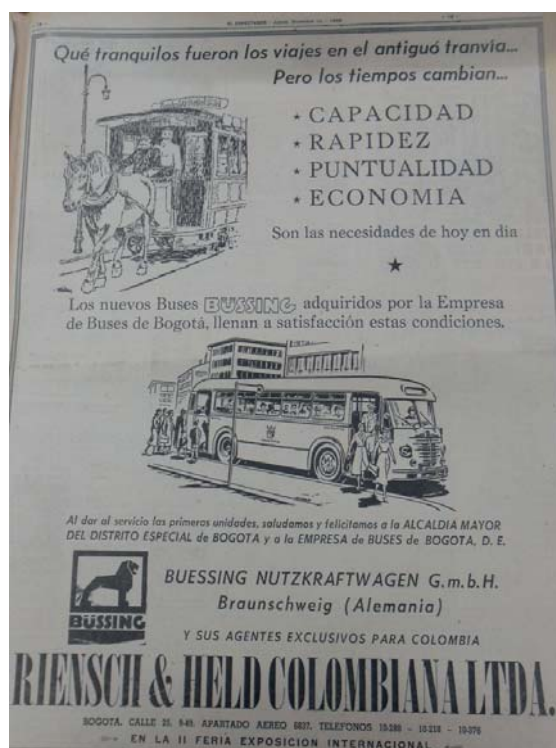 Qué tranquilos fueron los viajes en el antiguó tranvia...
Pero los tiempos cambian...
★ CAPACIDAD
★ RAPIDEZ
★ PUNTUALIDAD
★ ECONOMIA
Son las necesidades de hoy en dia
★
Los nuevos Buses BÜSSING adquiridos por la Empresa
de Buses de Bogotá, llenan a satisfacción estas condiciones.
Al dar al servicio las primeras unidades, saludamos y felicitamos a la ALCALDIA MAYOR
DEL DISTRITO ESPECIAL de BOGOTA y a la EMPRESA de BUSES de BOGOTA, D. E.
BÜSSING
BUESSING NUTZKRAFTWAGEN G.m.b.H.
Braunschweig (Alemania)
Y SUS AGENTES EXCLUSIVOS PARA COLOMBIA
RIENSCH & HELD COLOMBIANA LTDA.
BOGOTA, CALLE APARTADO AEREO TELEFONOS
EN LA II FERIA EXPOSICION INTERNACIONAL